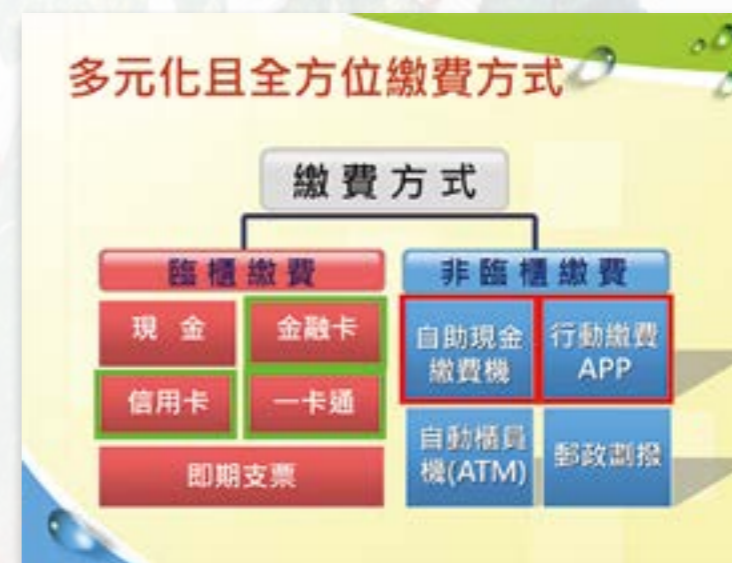 多元化且全方位繳費方式
繳費方式
臨櫃繳費
非臨櫃繳費
現金
金融卡
自助現金
繳費機
行動繳費
APP
信用卡
一卡通
自動櫃員
機(ATM)
郵政劃撥
即期支票